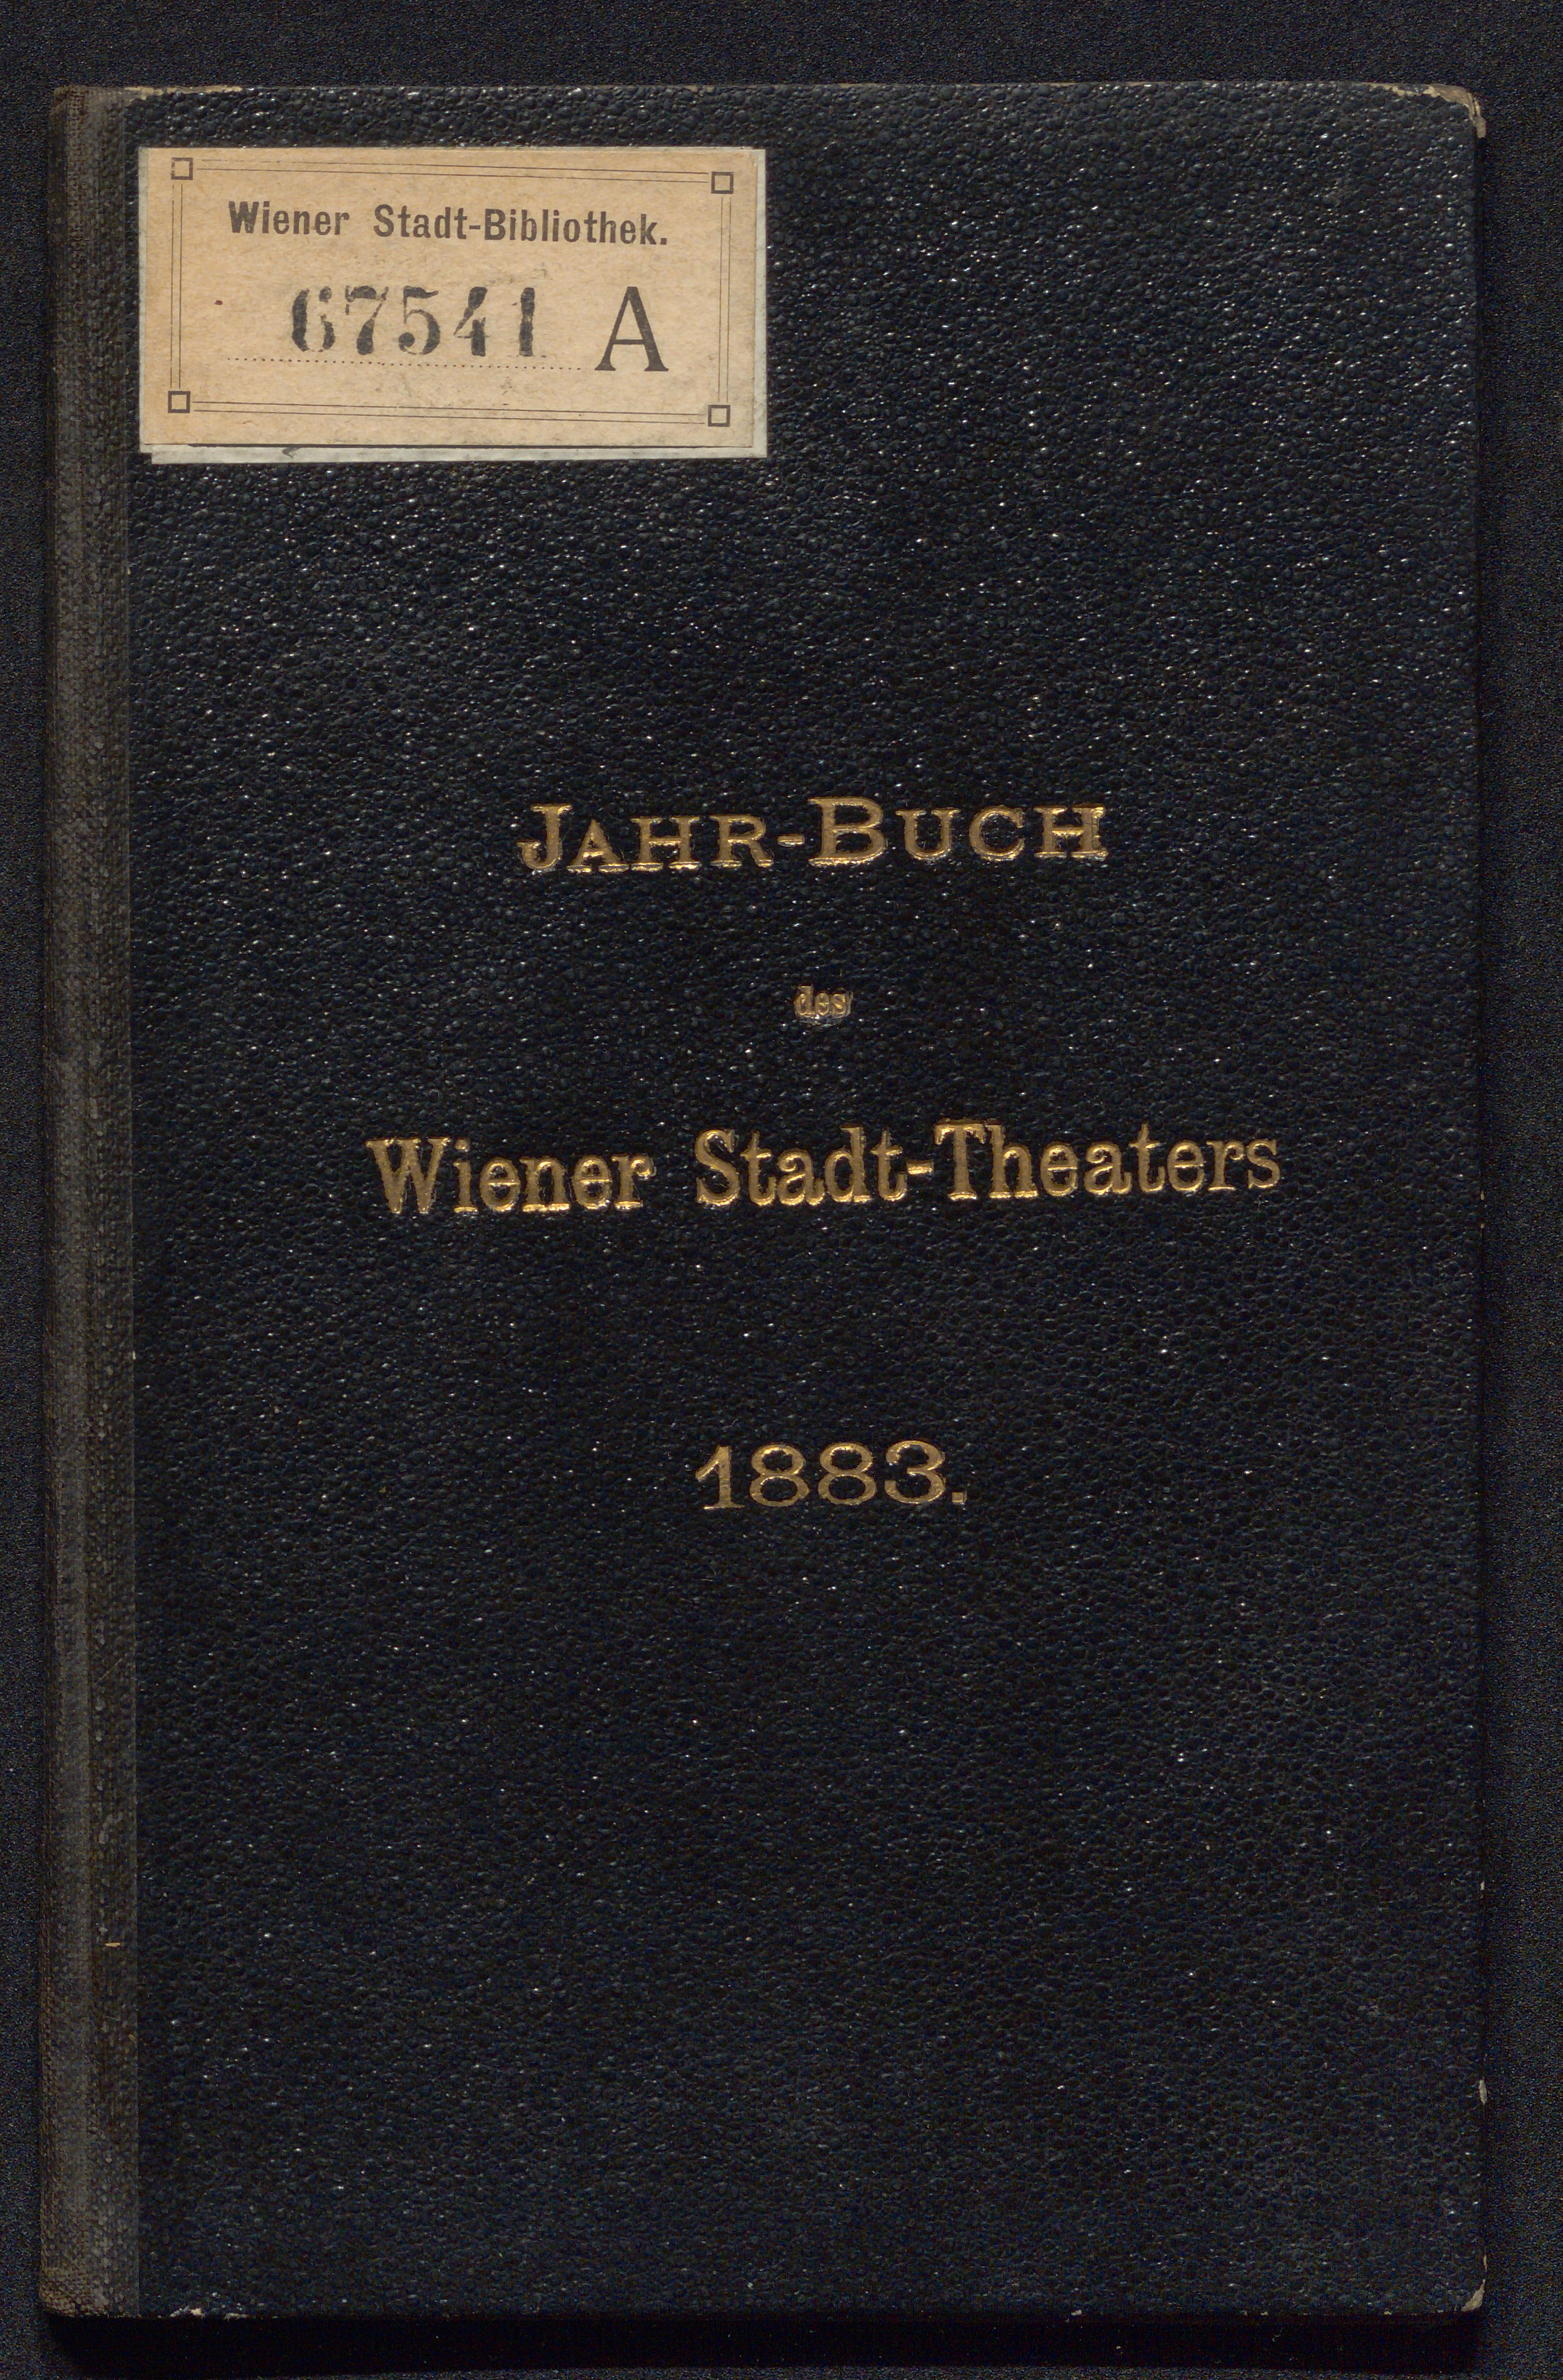 Wiener Stadt-Bibliothek.
67541 A
JAHR-BUCH
des
Wiener Stadt-Theaters
1883.